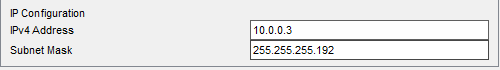 IP Configuration
IPv4 Address 10.0.0.3
Subnet Mask 255.255.255.192